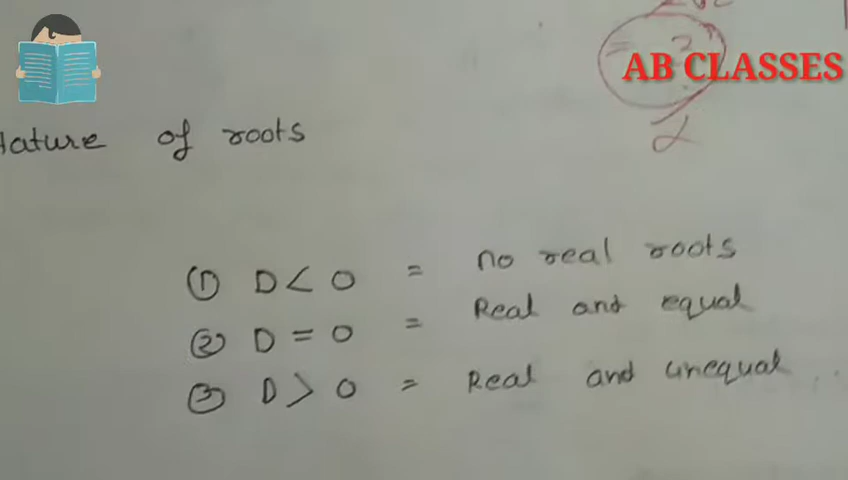 AB CLASSES
Nature of roots
① D < 0 = no real roots
② D = 0 = Real and equal
③ D > 0 = Real and unequal